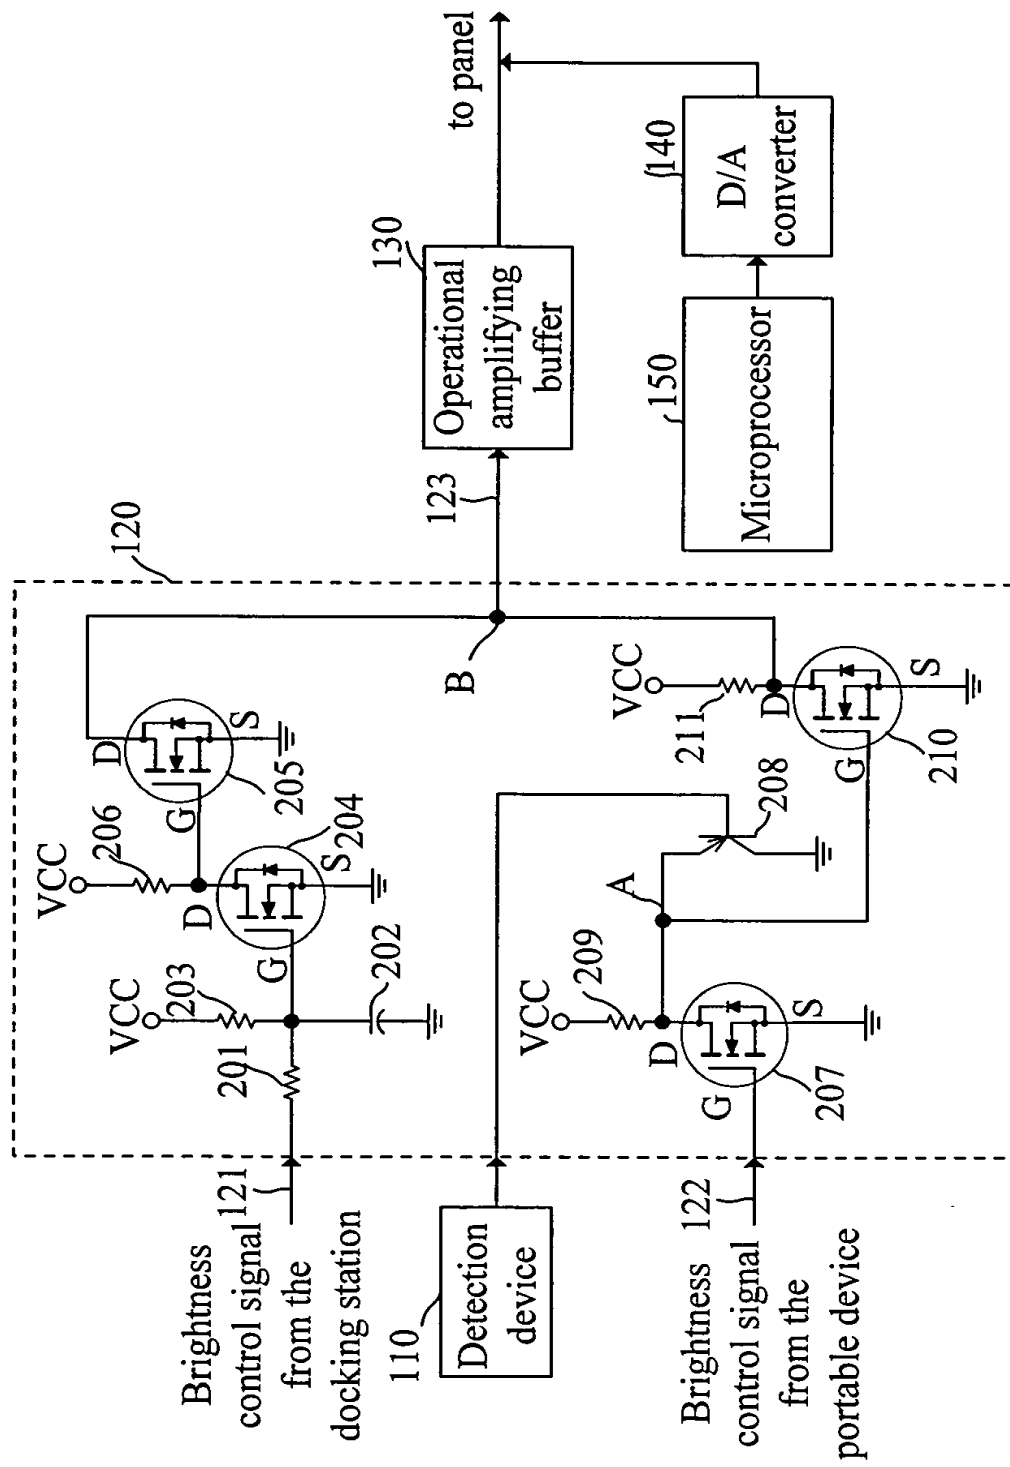 Brightness
control signal
from the
docking station
121
201
VCC
203
202
G
D
VCC
206
S
204
G
D
S
205
120
110
Detection
device
B
123
Operational
amplifying
buffer
130
to panel
Brightness
control signal
from the
portable device
122
G
207
D
VCC
209
S
A
208
G
210
D
S
VCC
211
Microprocessor
150
D/A
converter
140